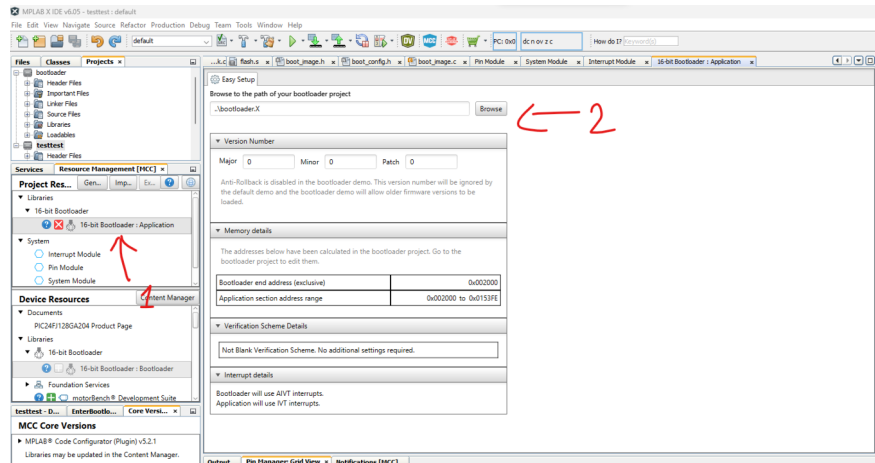 MPLAB X IDE v6.05 - testtest : default
File Edit View Navigate Source Refactor Production Debug Team Tools Window Help
default
PC: 0x0
dc n ov z c
How do I?
Keyword(s)
Files
Classes
Projects
...k.c
flash.s
boot_image.h
boot_config.h
boot_image.c
Pin Module
System Module
Interrupt Module
16-bit Bootloader : Application
bootloader
Header Files
Important Files
Linker Files
Source Files
Libraries
Loadables
testtest
Header Files
Services
Resource Management [MCC]
Project Res...
Gen...
Imp...
Ex...
Libraries
16-bit Bootloader
16-bit Bootloader : Application
System
Interrupt Module
Pin Module
System Module
1
Device Resources
Content Manager
Documents
PIC24FJ128GA204 Product Page
Libraries
16-bit Bootloader
16-bit Bootloader : Bootloader
Foundation Services
motorBench® Development Suite
testtest - D...
EnterBootlo...
Core Versi...
MCC Core Versions
MPLAB® Code Configurator (Plugin) v5.2.1
Libraries may be updated in the Content Manager.
Easy Setup
Browse to the path of your bootloader project
..\bootloader.X
Browse
2
Version Number
Major 0 Minor 0 Patch 0
Anti-Rollback is disabled in the bootloader demo. This version number will be ignored by
the default demo and the bootloader demo will allow older firmware versions to be
loaded.
Memory details
The addresses below have been calculated in the bootloader project. Go to the
bootloader project to edit them.
Bootloader end address (exclusive) 0x002000
Application section address range 0x002000 to 0x0153FE
Verification Scheme Details
Not Blank Verification Scheme. No additional settings required.
Interrupt details
Bootloader will use AIVT interrupts.
Application will use IVT interrupts.
Output
Pin Manager: Grid View
Notifications [MCC]